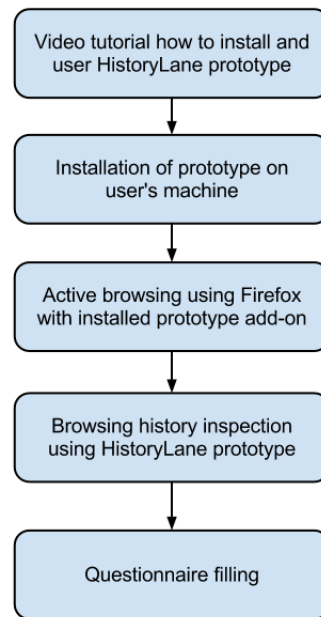 Video tutorial how to install and
user HistoryLane prototype
Installation of prototype on
user's machine
Active browsing using Firefox
with installed prototype add-on
Browsing history inspection
using HistoryLane prototype
Questionnaire filling